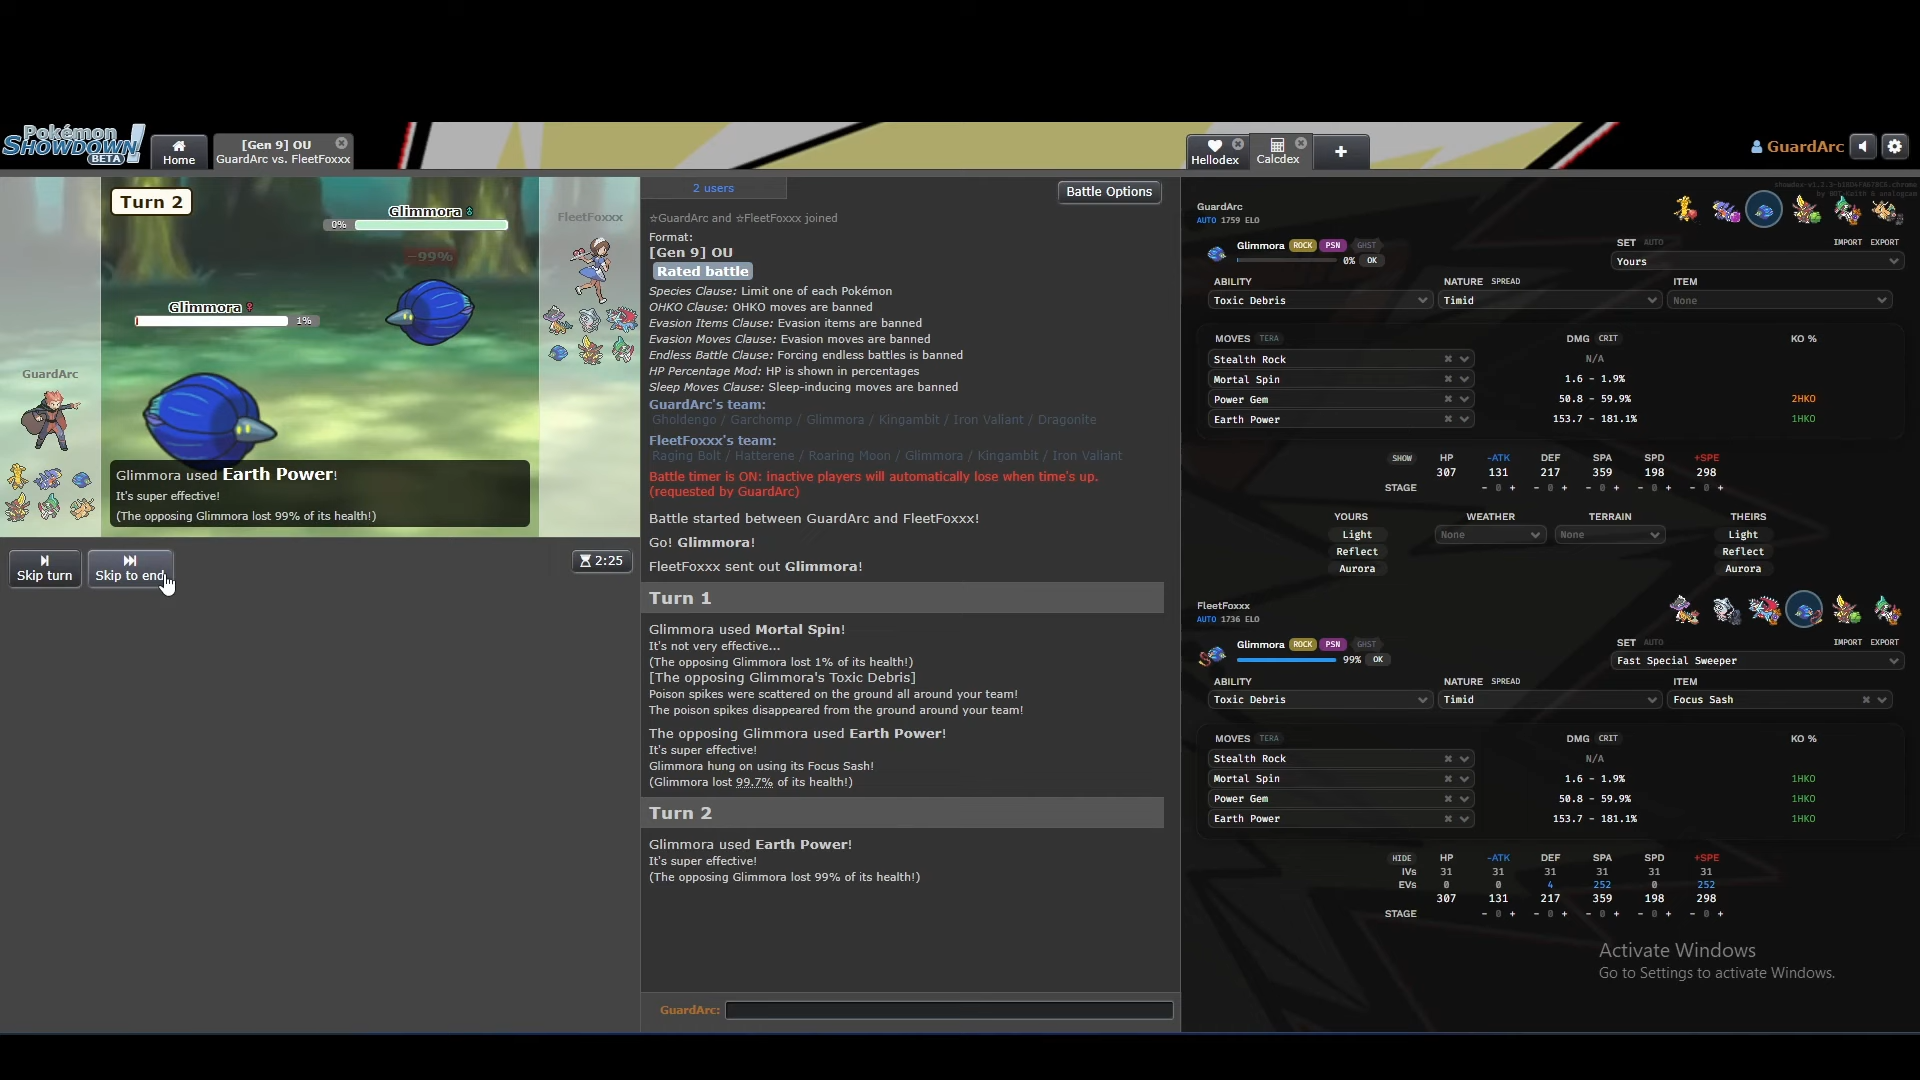 Pokémon
SHOWDOWN!
BETA
Home
[Gen 9] OU
GuardArc vs. FleetFoxxx
Hellodex
Calcdex
GuardArc
Turn 2
Glimmora
0%
-99%
Glimmora
1%
FleetFoxxx
GuardArc
Glimmora used Earth Power!
It's super effective!
(The opposing Glimmora lost 99% of its health!)
Skip turn
Skip to end
2:25
2 users
Battle Options
☆GuardArc and ☆FleetFoxxx joined
Format:
[Gen 9] OU
Rated battle
Species Clause: Limit one of each Pokémon
OHKO Clause: OHKO moves are banned
Evasion Items Clause: Evasion items are banned
Evasion Moves Clause: Evasion moves are banned
Endless Battle Clause: Forcing endless battles is banned
HP Percentage Mod: HP is shown in percentages
Sleep Moves Clause: Sleep-inducing moves are banned
GuardArc's team:
Gholdengo / Garchomp / Glimmora / Kingambit / Iron Valiant / Dragonite
FleetFoxxx's team:
Raging Bolt / Hatterene / Roaring Moon / Glimmora / Kingambit / Iron Valiant
Battle timer is ON: inactive players will automatically lose when time's up.
(requested by GuardArc)
Battle started between GuardArc and FleetFoxxx!
Go! Glimmora!
FleetFoxxx sent out Glimmora!
Turn 1
Glimmora used Mortal Spin!
It's not very effective...
(The opposing Glimmora lost 1% of its health!)
[The opposing Glimmora's Toxic Debris]
Poison spikes were scattered on the ground all around your team!
The poison spikes disappeared from the ground around your team!
The opposing Glimmora used Earth Power!
It's super effective!
Glimmora hung on using its Focus Sash!
(Glimmora lost 99.7% of its health!)
Turn 2
Glimmora used Earth Power!
It's super effective!
(The opposing Glimmora lost 99% of its health!)
GuardArc:
GuardArc
AUTO 1759 ELO
Glimmora ROCK PSN GHST
0% OK
SET AUTO IMPORT EXPORT
Yours
ABILITY NATURE SPREAD ITEM
Toxic Debris Timid None
MOVES TERA DMG CRIT KO %
Stealth Rock N/A
Mortal Spin 1.6 - 1.9%
Power Gem 50.8 - 59.9% 2HKO
Earth Power 153.7 - 181.1% 1HKO
SHOW HP -ATK DEF SPA SPD +SPE
307 131 217 359 198 298
STAGE - 0 + - 0 + - 0 + - 0 + - 0 +
YOURS WEATHER TERRAIN THEIRS
Light None None Light
Reflect Reflect
Aurora Aurora
FleetFoxxx
AUTO 1736 ELO
Glimmora ROCK PSN GHST
99% OK
SET AUTO IMPORT EXPORT
Fast Special Sweeper
ABILITY NATURE SPREAD ITEM
Toxic Debris Timid Focus Sash
MOVES TERA DMG CRIT KO %
Stealth Rock N/A
Mortal Spin 1.6 - 1.9% 1HKO
Power Gem 50.8 - 59.9% 1HKO
Earth Power 153.7 - 181.1% 1HKO
HIDE HP -ATK DEF SPA SPD +SPE
IVs 31 31 31 31 31 31
EVs 0 0 4 252 0 252
307 131 217 359 198 298
STAGE - 0 + - 0 + - 0 + - 0 + - 0 +
Activate Windows
Go to Settings to activate Windows.